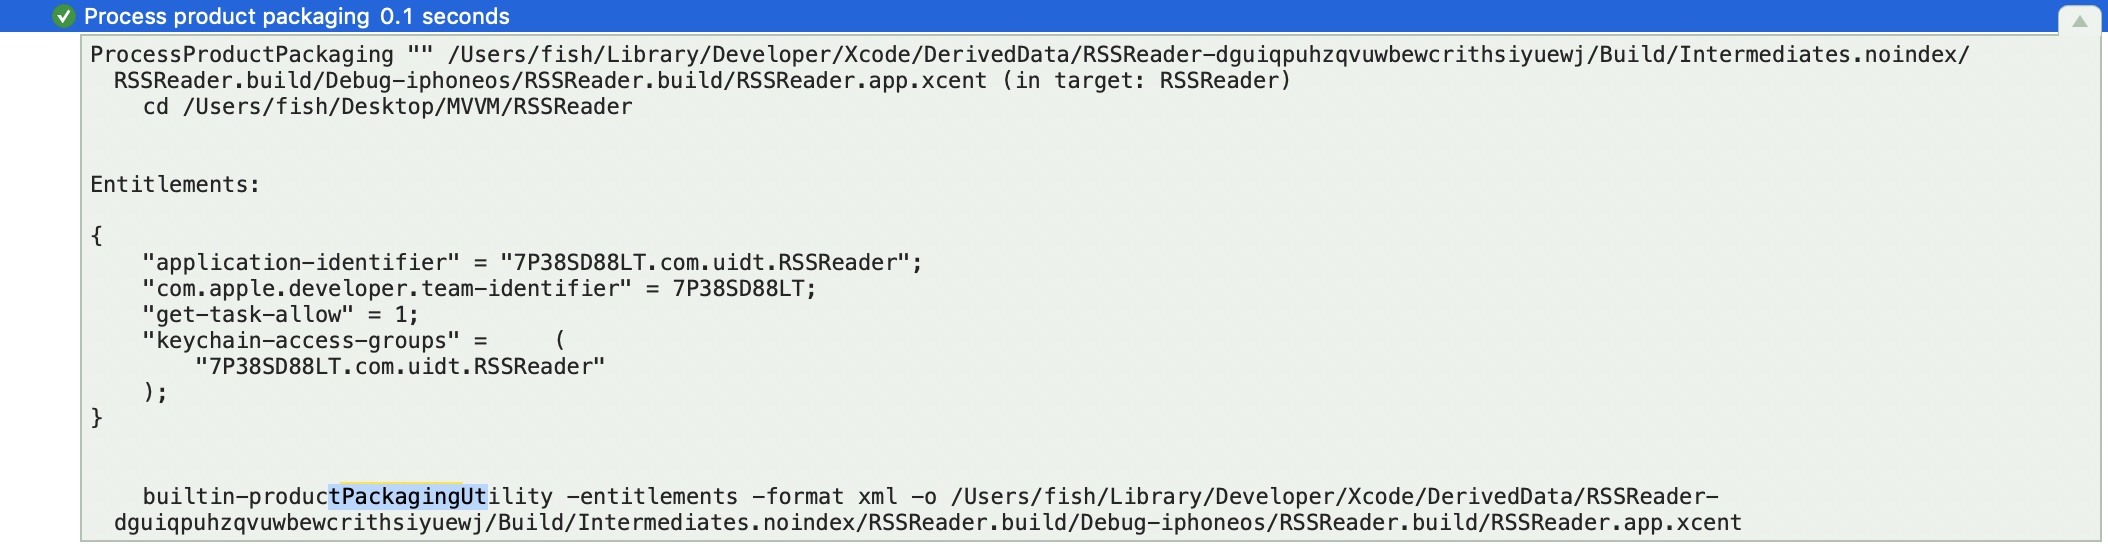 Process product packaging 0.1 seconds
ProcessProductPackaging "" /Users/fish/Library/Developer/Xcode/DerivedData/RSSReader-dguiqpuhzqvuwbewcrithsiyuewj/Build/Intermediates.noindex/
RSSReader.build/Debug-iphoneos/RSSReader.build/RSSReader.app.xcent (in target: RSSReader)
cd /Users/fish/Desktop/MVVM/RSSReader
Entitlements:
{
"application-identifier" = "7P38SD88LT.com.uidt.RSSReader";
"com.apple.developer.team-identifier" = 7P38SD88LT;
"get-task-allow" = 1;
"keychain-access-groups" =     (
"7P38SD88LT.com.uidt.RSSReader"
);
}
builtin-productPackagingUtility -entitlements -format xml -o /Users/fish/Library/Developer/Xcode/DerivedData/RSSReader-
dguiqpuhzqvuwbewcrithsiyuewj/Build/Intermediates.noindex/RSSReader.build/Debug-iphoneos/RSSReader.build/RSSReader.app.xcent